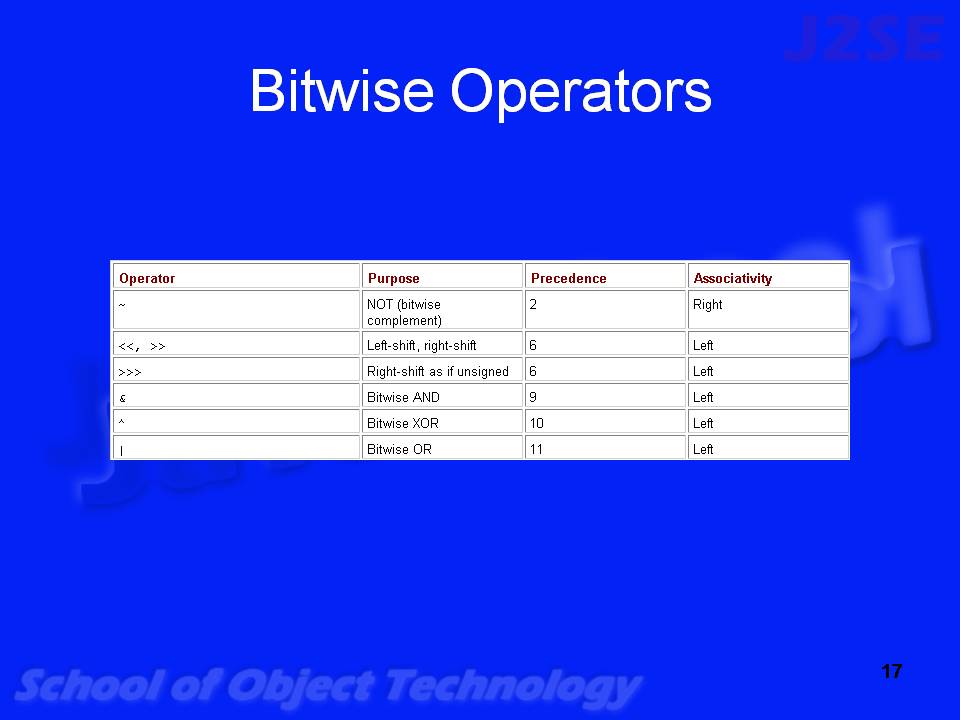 J2SE
Bitwise Operators
Operator Purpose Precedence Associativity
~ NOT (bitwise 2 Right
complement)
<<, >> Left-shift, right-shift 6 Left
>>> Right-shift as if unsigned 6 Left
& Bitwise AND 9 Left
^ Bitwise XOR 10 Left
| Bitwise OR 11 Left
17
School of Object Technology